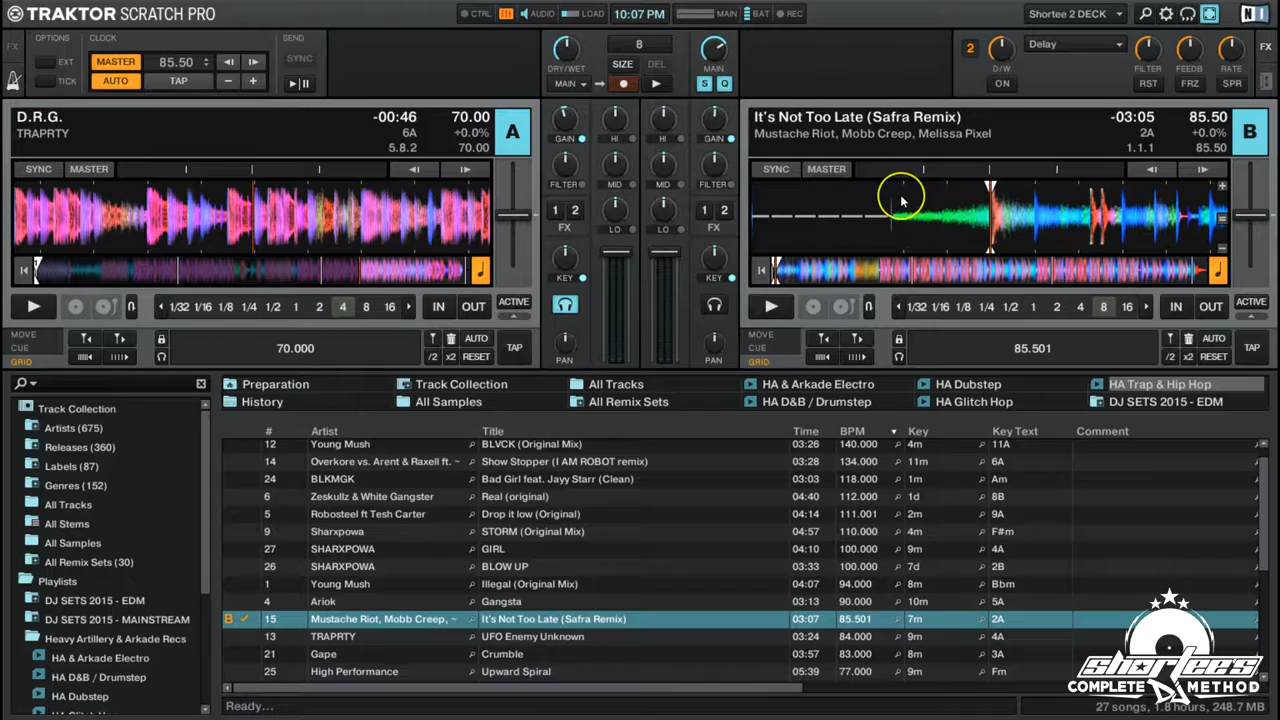 TRAKTOR SCRATCH PRO
CTRL AUDIO LOAD 10:07 PM MAIN BAT REC
Shortee 2 DECK
FX
OPTIONS CLOCK SEND
EXT MASTER 85.50 SYNC
TICK AUTO TAP − +
8
DRY/WET SIZE DEL MAIN
MAIN S Q
2 Delay
D/W FILTER FEEDB RATE FX
ON RST FRZ SPR
D.R.G. -00:46 70.00
TRAPRTY 6A +0.0%
5.8.2 70.00
A
It's Not Too Late (Safra Remix) -03:05 85.50
Mustache Riot, Mobb Creep, Melissa Pixel 2A +0.0%
1.1.1 85.50
B
GAIN HI HI GAIN
SYNC MASTER
FILTER MID MID FILTER
SYNC MASTER
1 2 LO LO 1 2
FX FX
KEY KEY
PAN PAN
1/32 1/16 1/8 1/4 1/2 1 2 4 8 16 IN OUT ACTIVE
1/32 1/16 1/8 1/4 1/2 1 2 4 8 16 IN OUT ACTIVE
MOVE CUE GRID 70.000 AUTO /2 x2 RESET TAP
MOVE CUE GRID 85.501 AUTO /2 x2 RESET TAP
Preparation Track Collection All Tracks HA & Arkade Electro HA Dubstep HA Trap & Hip Hop
History All Samples All Remix Sets HA D&B / Drumstep HA Glitch Hop DJ SETS 2015 - EDM
Track Collection
Artists (675)
Releases (360)
Labels (87)
Genres (152)
All Tracks
All Stems
All Samples
All Remix Sets (30)
Playlists
DJ SETS 2015 - EDM
DJ SETS 2015 - MAINSTREAM
Heavy Artillery & Arkade Recs
HA & Arkade Electro
HA D&B / Drumstep
HA Dubstep
# Artist Title Time BPM Key Key Text Comment
12 Young Mush BLVCK (Original Mix) 03:26 140.000 4m 11A
14 Overkore vs. Arent & Raxell ft. ~ Show Stopper (I AM ROBOT remix) 03:28 134.000 11m 6A
24 BLKMGK Bad Girl feat. Jayy Starr (Clean) 03:03 118.000 1m Am
6 Zeskullz & White Gangster Real (original) 04:40 112.000 1d 8B
5 Robosteef ft Tesh Carter Drop it low (Original) 04:14 111.001 2m 9A
9 Sharxpowa STORM (Original Mix) 04:57 110.000 4m F#m
27 SHARXPOWA GIRL 04:10 100.000 9m 4A
26 SHARXPOWA BLOW UP 03:33 100.000 7d 2B
1 Young Mush Illegal (Original Mix) 04:07 94.000 8m Bbm
4 Ariok Gangsta 03:13 90.000 10m 5A
B 15 Mustache Riot, Mobb Creep, ~ It's Not Too Late (Safra Remix) 03:07 85.501 7m 2A
13 TRAPRTY UFO Enemy Unknown 03:24 84.000 9m 4A
21 Gape Crumble 03:57 83.000 8m 3A
25 High Performance Upward Spiral 05:39 77.000 9m Fm
Ready...
27 songs, 1.8 hours, 248.7 MB
shortees
COMPLETE DJ METHOD